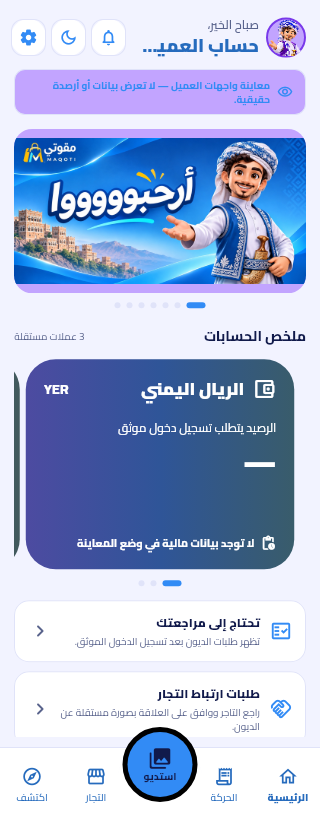 صباح الخير،
حساب العميـ...
معاينة واجهات العميل — لا تعرض بيانات أو أرصدة
حقيقية.
مقوتي
MAQOTI
أرحبوووووا
ملخص الحسابات
3 عملات مستقلة
الريال اليمني
YER
الرصيد يتطلب تسجيل دخول موثق
—
لا توجد بيانات مالية في وضع المعاينة
تحتاج إلى مراجعتك
تظهر طلبات الديون بعد تسجيل الدخول الموثق.
طلبات ارتباط التجار
راجع التاجر ووافق على العلاقة بصورة مستقلة عن
الديون.
الرئيسية
الحركة
استديو
التجار
اكتشف